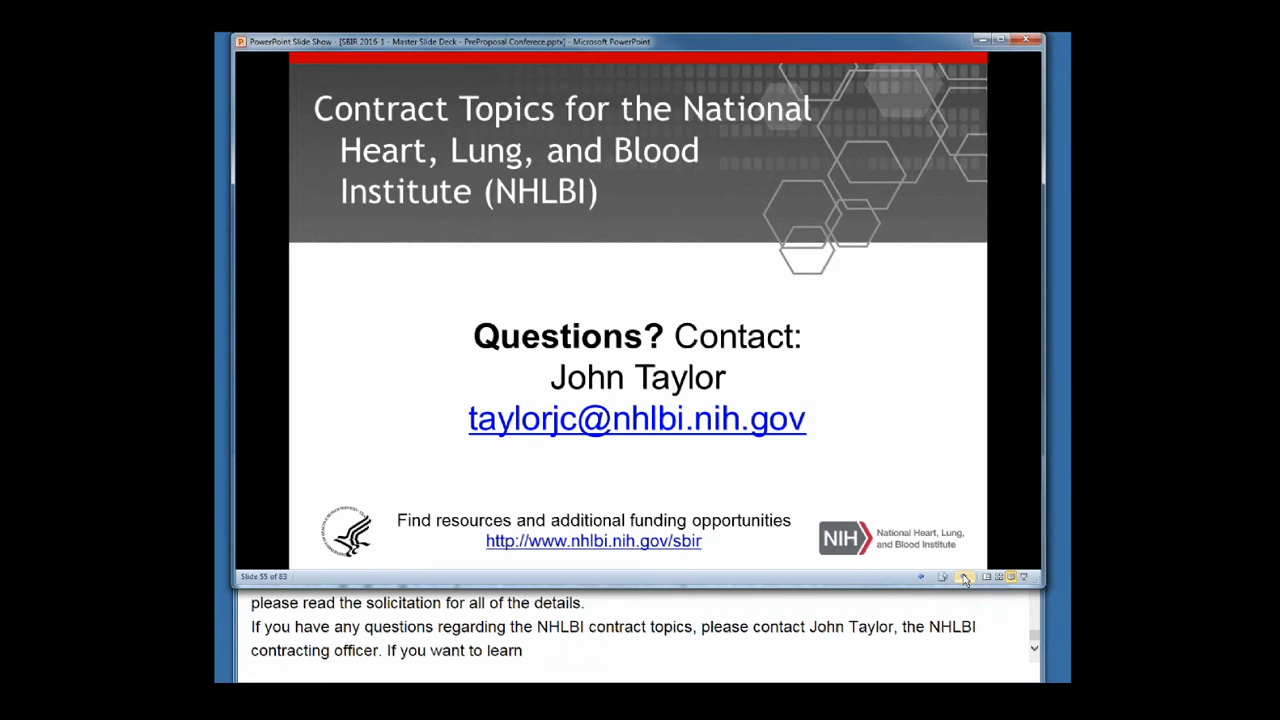 PowerPoint Slide Show - [SBIR 2016-1 - Master Slide Deck - PreProposal Conferece.pptx] - Microsoft PowerPoint
Contract Topics for the National
Heart, Lung, and Blood
Institute (NHLBI)
Questions? Contact:
John Taylor
taylorjc@nhlbi.nih.gov
Find resources and additional funding opportunities
http://www.nhlbi.nih.gov/sbir
NIH
National Heart, Lung,
and Blood Institute
Slide 55 of 83
please read the solicitation for all of the details.
If you have any questions regarding the NHLBI contract topics, please contact John Taylor, the NHLBI
contracting officer. If you want to learn